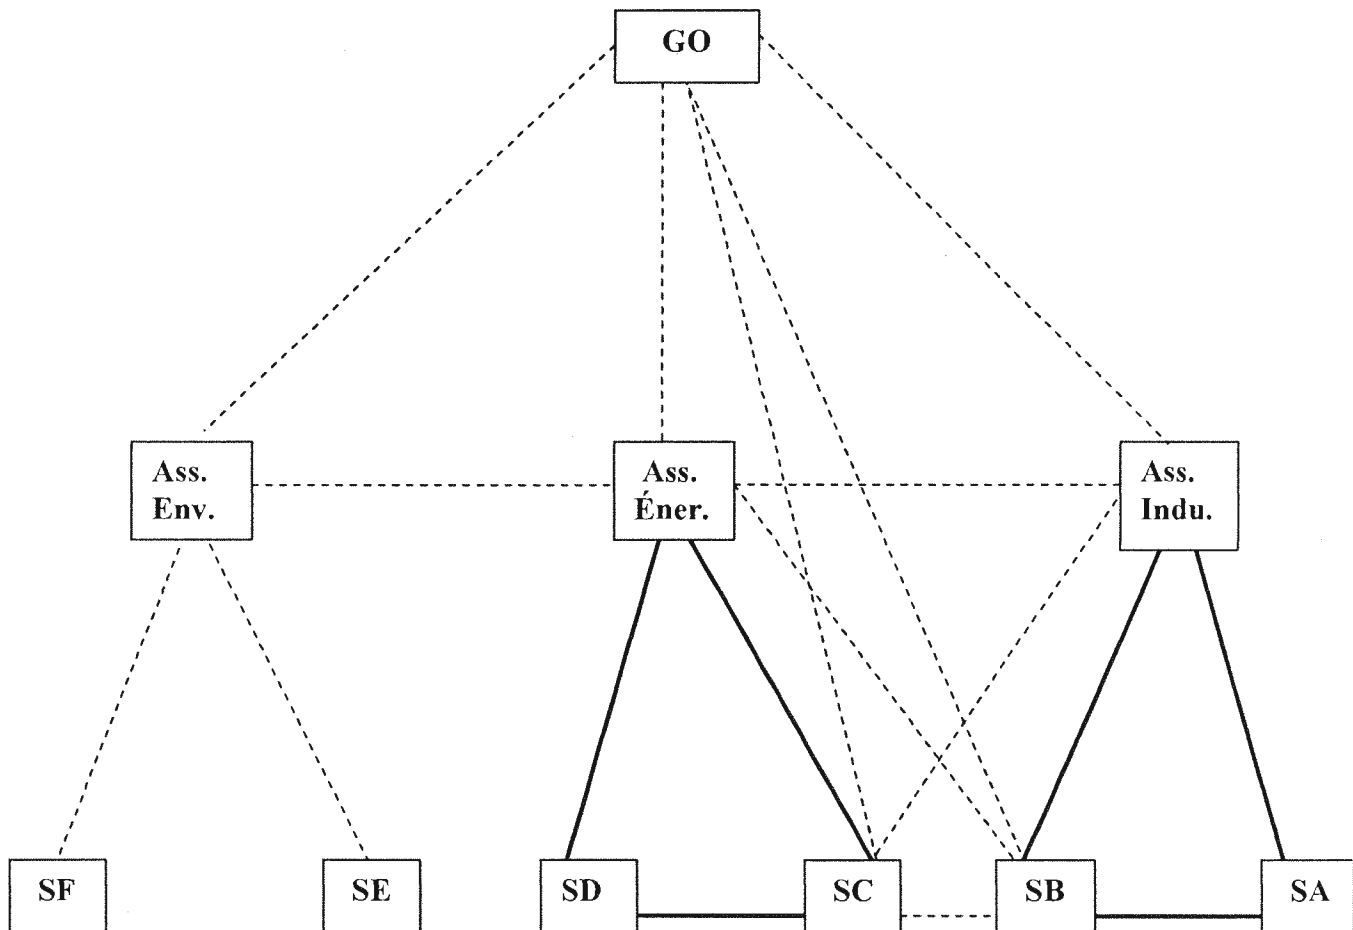 GO
Ass.
Env.
Ass.
Éner.
Ass.
Indu.
SF
SE
SD
SC
SB
SA